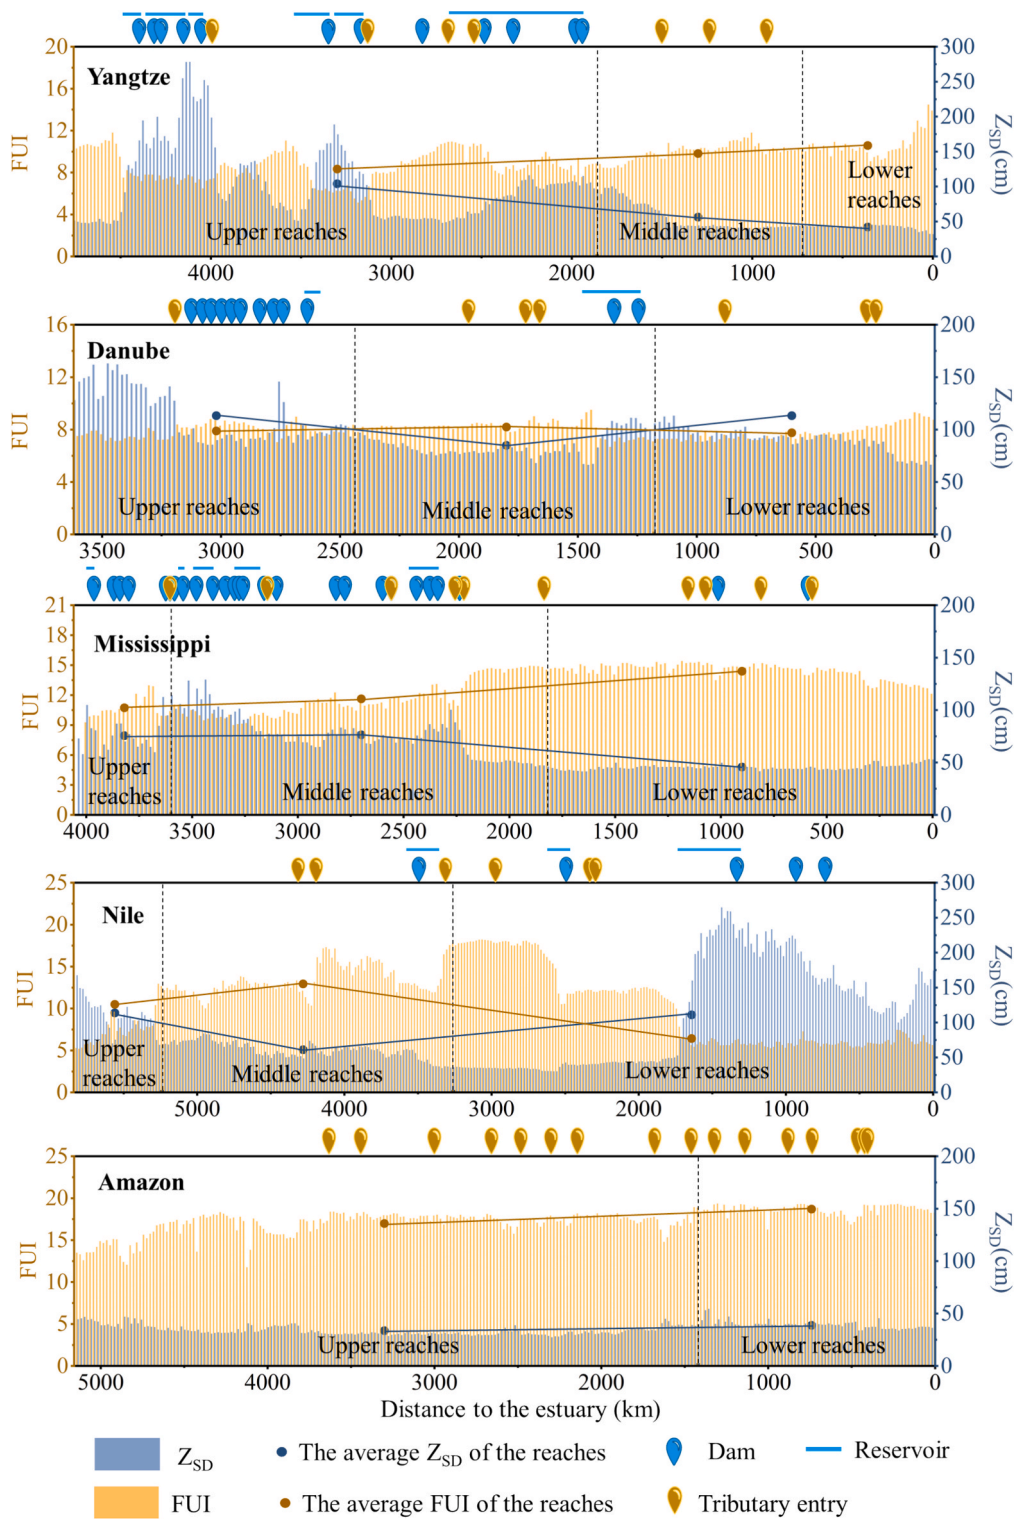 20
16
12
8
4
0
FUI
Yangtze
Upper reaches
Middle reaches
Lower
reaches
300
250
200
150
100
50
0
Z_SD(cm)
4000 3000 2000 1000 0
16
12
8
4
0
FUI
Danube
Upper reaches
Middle reaches
Lower reaches
200
150
100
50
0
Z_SD(cm)
3500 3000 2500 2000 1500 1000 500 0
21
18
15
12
9
6
3
0
FUI
Mississippi
Upper
reaches
Middle reaches
Lower reaches
200
150
100
50
0
Z_SD(cm)
4000 3500 3000 2500 2000 1500 1000 500 0
25
20
15
10
5
0
FUI
Nile
Upper
reaches
Middle reaches
Lower reaches
300
250
200
150
100
50
0
Z_SD(cm)
5000 4000 3000 2000 1000 0
25
20
15
10
5
0
FUI
Amazon
Upper reaches
Lower reaches
200
150
100
50
0
Z_SD(cm)
5000 4000 3000 2000 1000 0
Distance to the estuary (km)
Z_SD The average Z_SD of the reaches Dam Reservoir
FUI The average FUI of the reaches Tributary entry